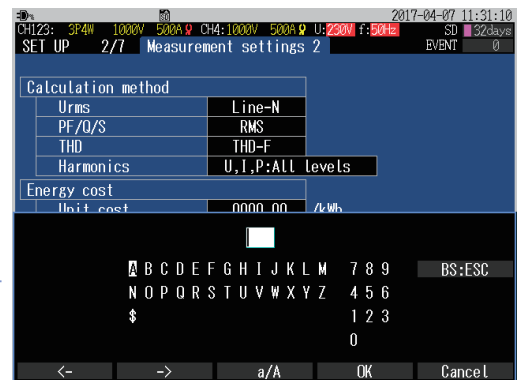 2017-04-07 11:31:10
CH123: 3P4W 1000V 500A CH4:1000V 500A U:230V f:50Hz SD 32days
SET UP 2/7 Measurement settings 2 EVENT 0
Calculation method
Urms Line-N
PF/Q/S RMS
THD THD-F
Harmonics U,I,P:All levels
Energy cost
Unit cost 0000.00 /kWh
A B C D E F G H I J K L M 7 8 9 BS:ESC
N O P Q R S T U V W X Y Z 4 5 6
$ 1 2 3
0
<- -> a/A OK Cancel